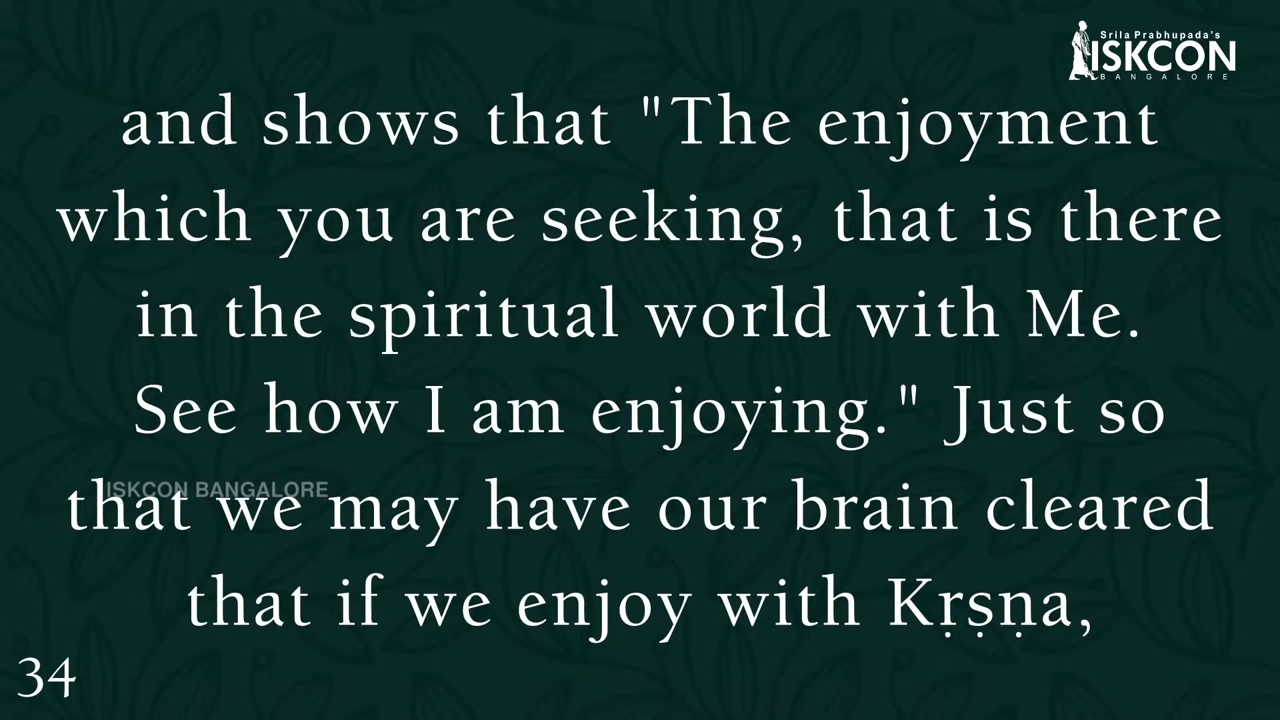 Srila Prabhupada's
ISKCON
BANGALORE
and shows that "The enjoyment
which you are seeking, that is there
in the spiritual world with Me.
See how I am enjoying." Just so
ISKCON BANGALORE
that we may have our brain cleared
that if we enjoy with Kṛṣṇa,
34